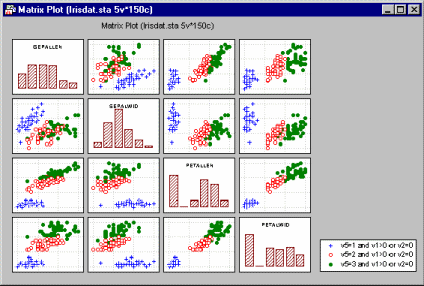 Matrix Plot (Irisdat.sta 5v*150c)
Matrix Plot (Irisdat.sta 5v*150c)
SEPALLEN
SEPALWID
PETALLEN
PETALWID
v5=1 and v1>0 or v2=0
v5=2 and v1>0 or v2=0
v5=3 and v1>0 or v2=0